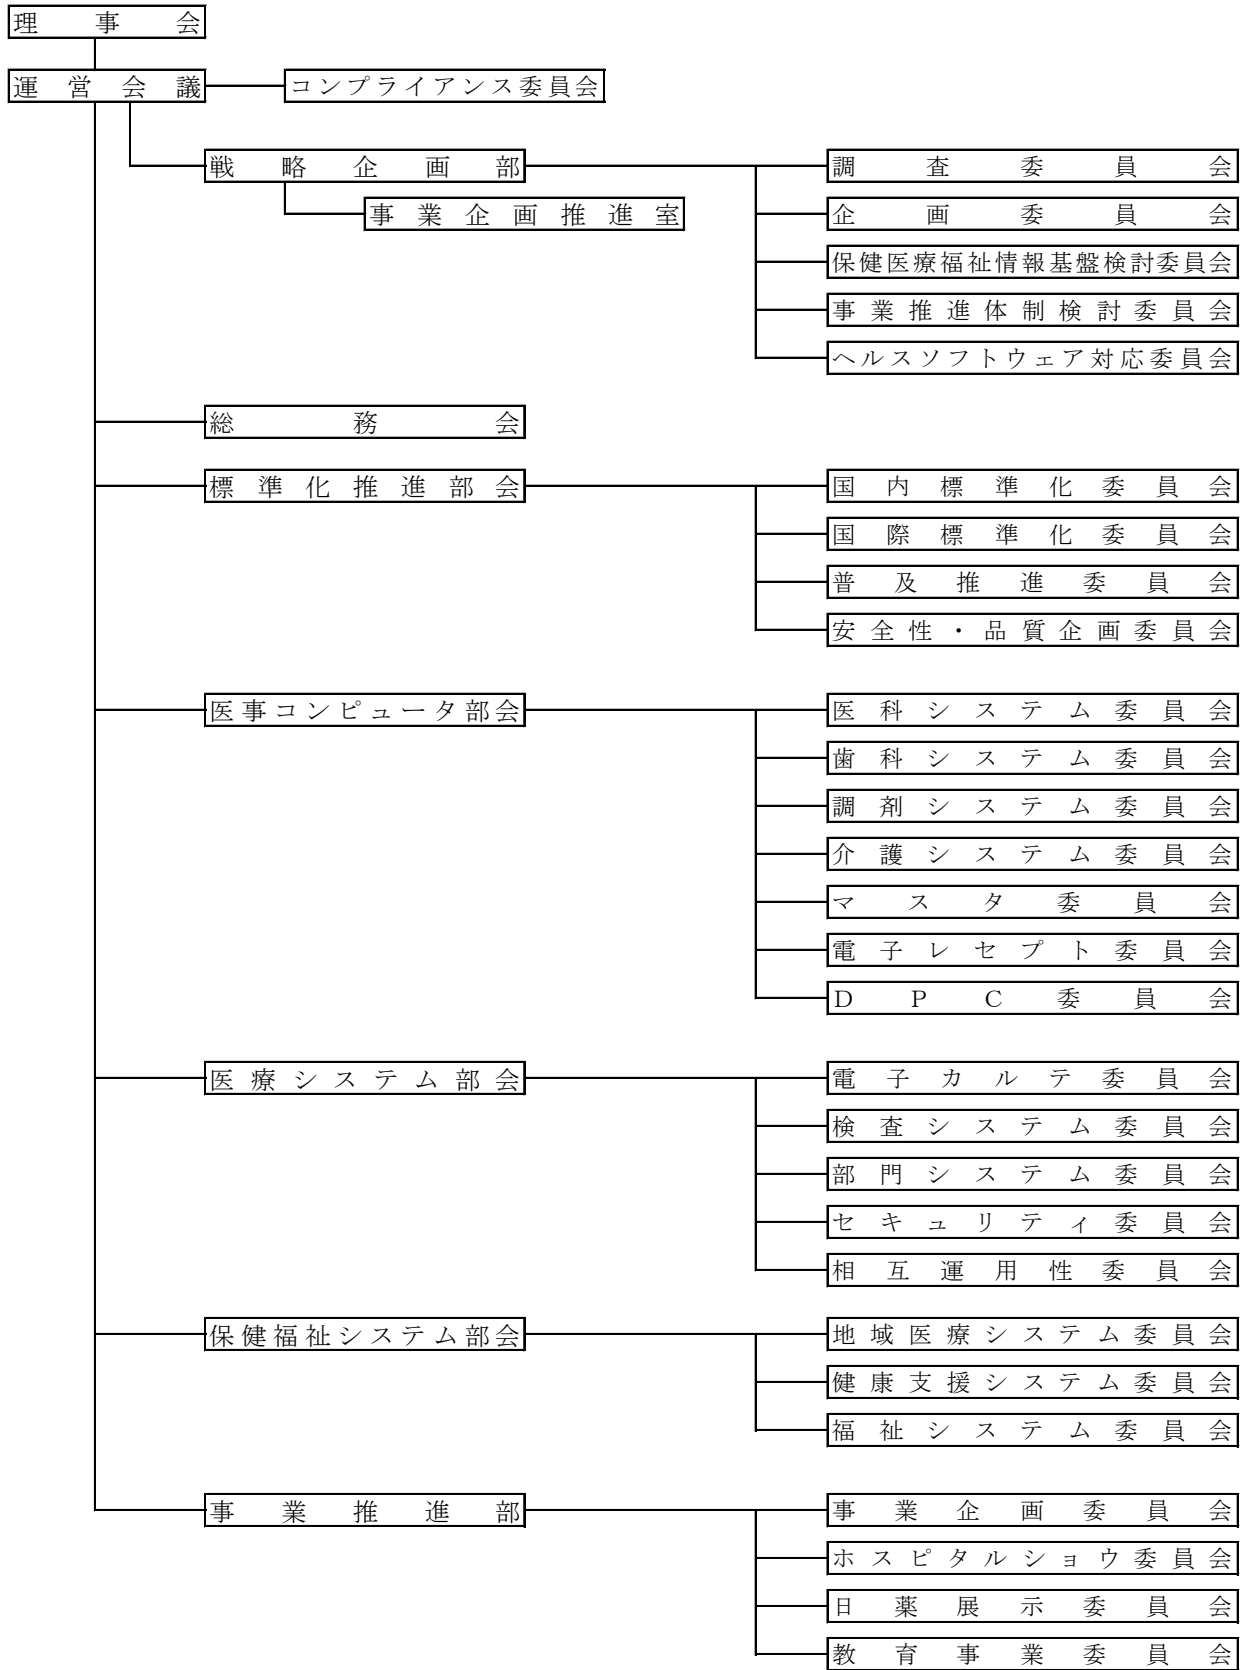 理事会
運営会議 コンプライアンス委員会
戦略企画部 調査委員会
事業企画推進室 企画委員会
保健医療福祉情報基盤検討委員会
事業推進体制検討委員会
ヘルスソフトウェア対応委員会
総務会
標準化推進部会 国内標準化委員会
国際標準化委員会
普及推進委員会
安全性・品質企画委員会
医事コンピュータ部会 医科システム委員会
歯科システム委員会
調剤システム委員会
介護システム委員会
マスタ委員会
電子レセプト委員会
DPC委員会
医療システム部会 電子カルテ委員会
検査システム委員会
部門システム委員会
セキュリティ委員会
相互運用性委員会
保健福祉システム部会 地域医療システム委員会
健康支援システム委員会
福祉システム委員会
事業推進部 事業企画委員会
ホスピタルショウ委員会
日薬展示委員会
教育事業委員会